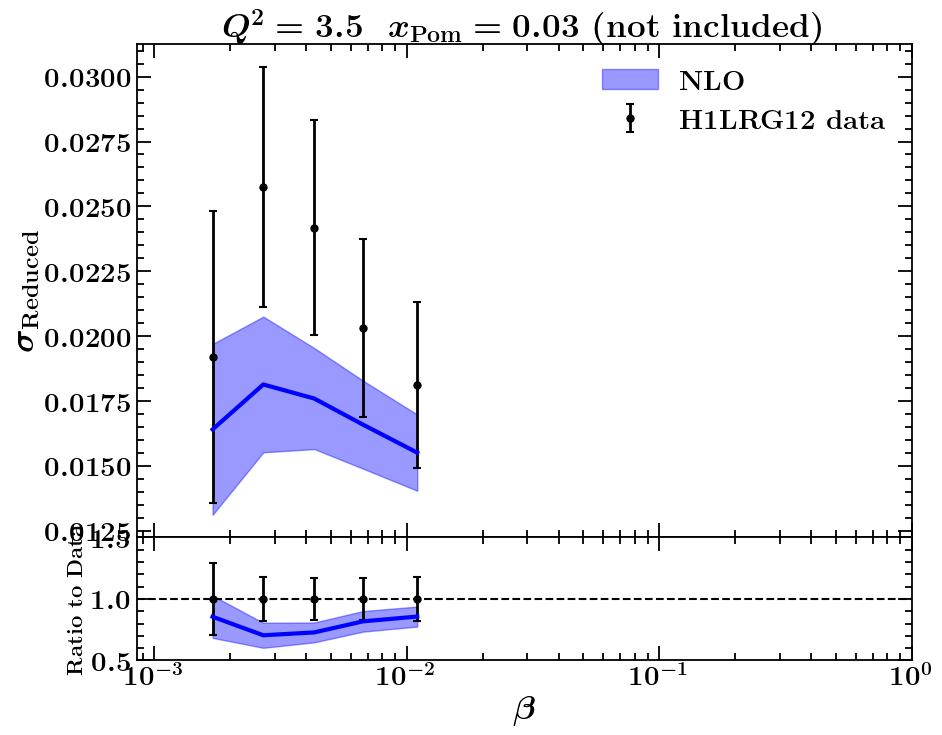 Q² = 3.5 x_Pom = 0.03 (not included)
NLO
H1LRG12 data
σ_Reduced
0.0300
0.0275
0.0250
0.0225
0.0200
0.0175
0.0150
0.0125
Ratio to Data
1.5
1.0
0.5
10⁻³ 10⁻² 10⁻¹ 10⁰
β